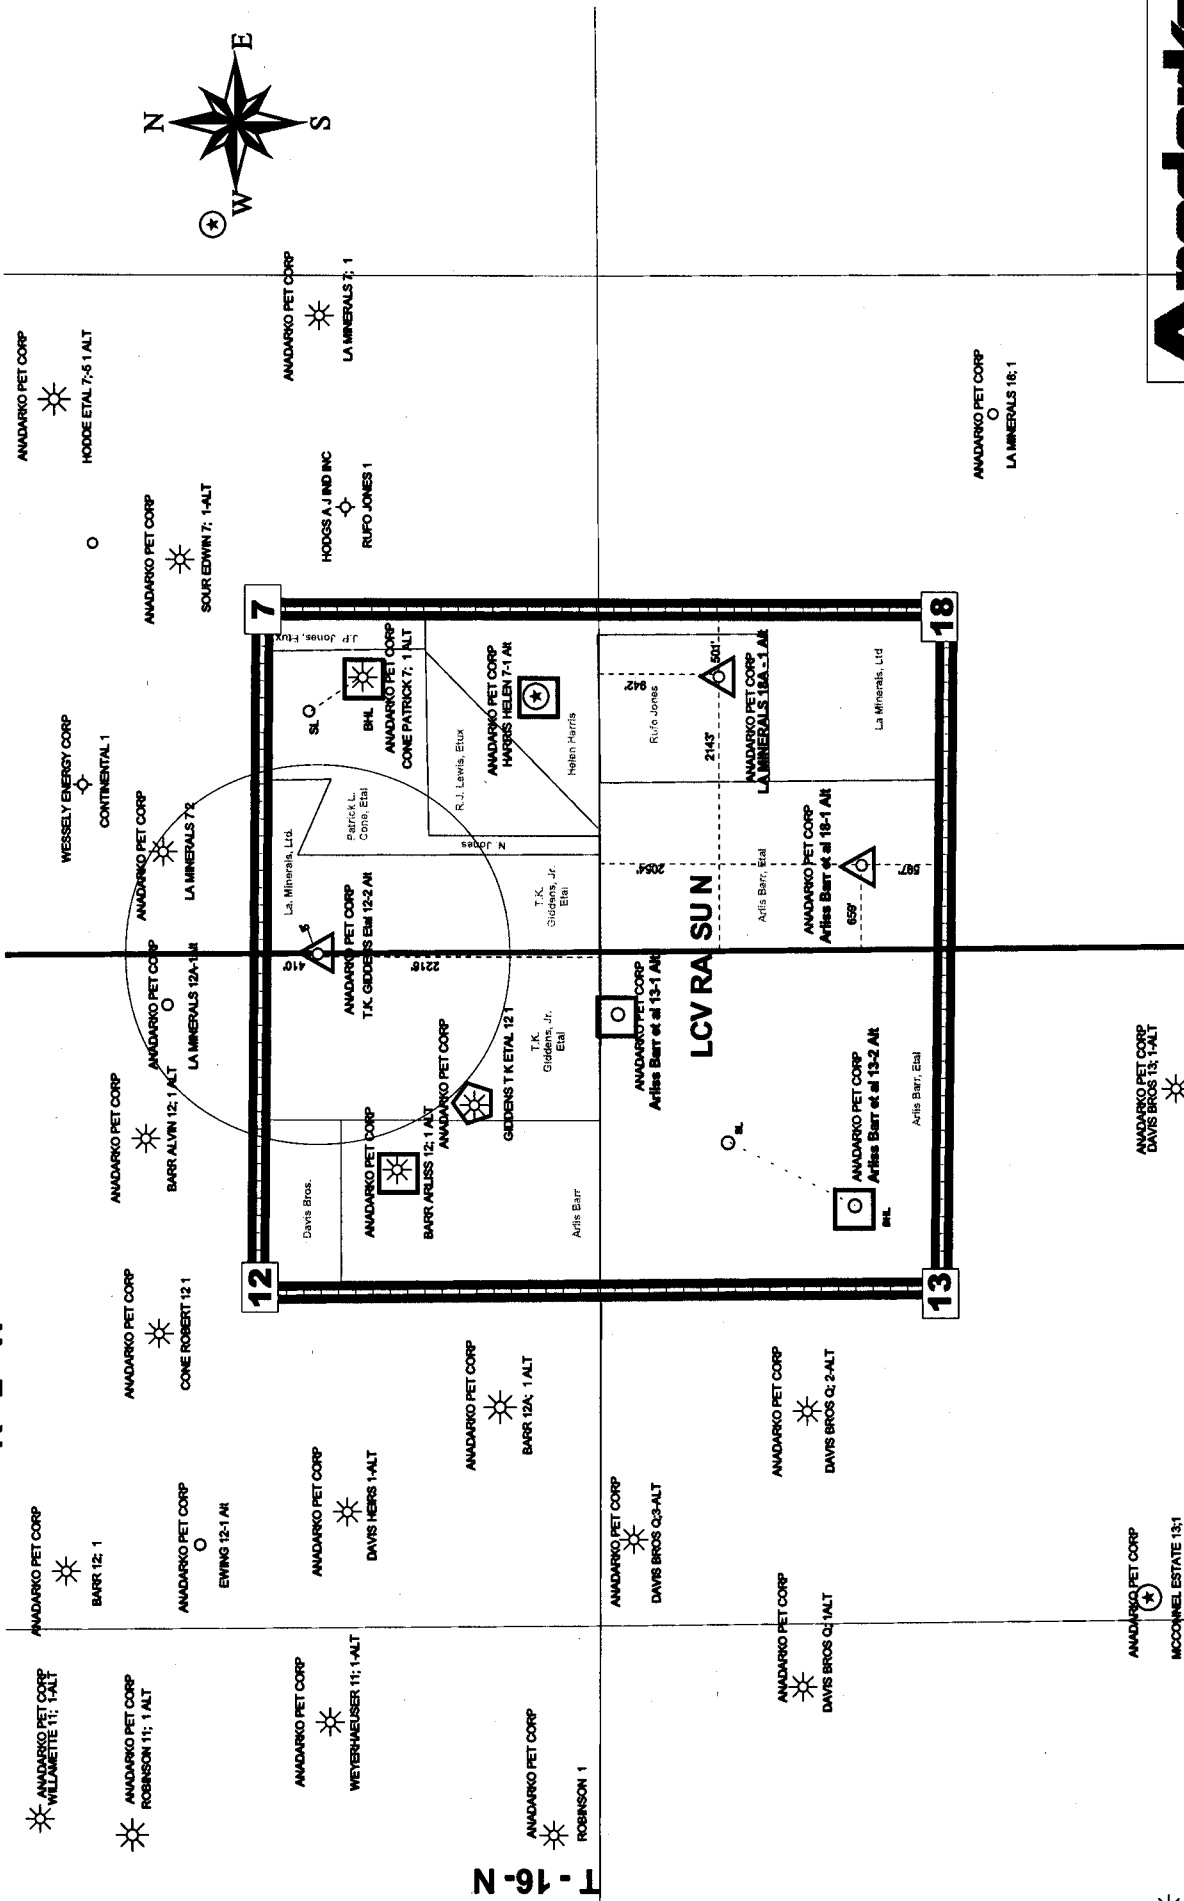 N
E
S
W
ANADARKO PET CORP
HODDE ETAL 7;-5 1 ALT
ANADARKO PET CORP
LA MINERALS 7; 1
ANADARKO PET CORP
SOUR EDWIN 7; 1-ALT
HODGS A J IND INC
RUFO JONES 1
ANADARKO PET CORP
LA MINERALS 18; 1
WESSELY ENERGY CORP
CONTINENTAL 1
ANADARKO PET CORP
LA MINERALS 7'2
ANADARKO PET CORP
LA MINERALS 12A-1 Alt
ANADARKO PET CORP
BARR ALVIN 12; 1 ALT
ANADARKO PET CORP
CONE ROBERT 12 1
ANADARKO PET CORP
BARR 12; 1
ANADARKO PET CORP
EWING 12-1 Alt
ANADARKO PET CORP
DAVIS HEIRS 1-ALT
ANADARKO PET CORP
BARR 12A; 1 ALT
ANADARKO PET CORP
WILLAMETTE 11; 1-ALT
ANADARKO PET CORP
ROBINSON 11; 1 ALT
ANADARKO PET CORP
WEYERHAEUSER 11; 1-ALT
ANADARKO PET CORP
ROBINSON 1
T - 16- N
7
12
13
18
J.P. Jones, Etux
SL
BHL
ANADARKO PET CORP
CONE PATRICK 7; 1 ALT
La. Minerals, Ltd.
Patrick L.
Cone, Etal
R.J. Lewis, Etux
N. Jones
ANADARKO PET CORP
HARRIS HELEN 7-1 Alt
Helen Harris
410'
ANADARKO PET CORP
T.K. GIDDENS Etal 12-2 Alt
2216'
T.K.
Giddens, Jr.
Etal
T.K.
Giddens, Jr.
Etal
ANADARKO PET CORP
GIDDENS T K ETAL 12 1
Davis Bros.
ANADARKO PET CORP
BARR ARLISS 12; 1 ALT
Arlis Barr
942'
Rufo Jones
501'
2143'
ANADARKO PET CORP
LA MINERALS 18A - 1 Alt
La Minerals, Ltd
LCV RA SU N
2054'
Arlis Barr, Etal
ANADARKO PET CORP
Arliss Barr et al 18-1 Alt
659'
ANADARKO PET CORP
Arliss Barr et al 13-1 Alt
SL
ANADARKO PET CORP
Arliss Barr et al 13-2 Alt
BHL
Arlis Barr, Etal
ANADARKO PET CORP
DAVIS BROS Q;3-ALT
ANADARKO PET CORP
DAVIS BROS Q; 2-ALT
ANADARKO PET CORP
DAVIS BROS Q;1ALT
ANADARKO PET CORP
DAVIS BROS 13; 1-ALT
ANADARKO PET CORP
MCCONNEL ESTATE 13;1